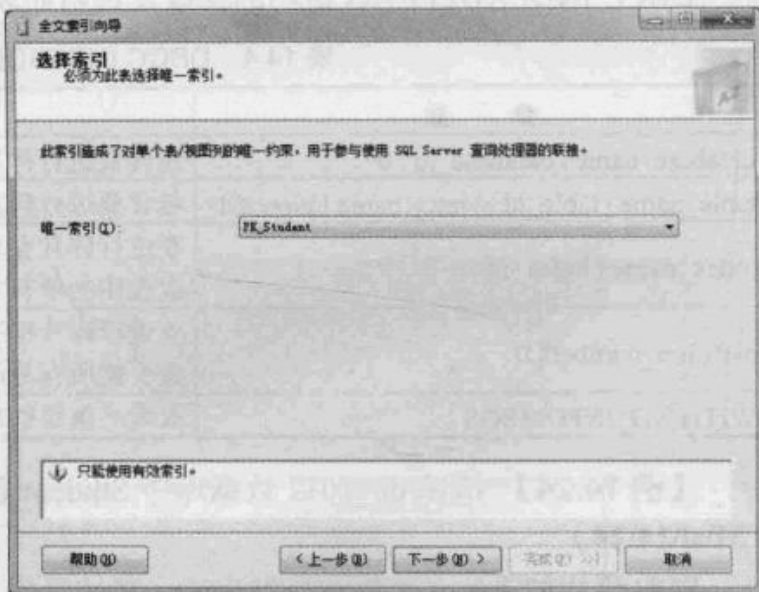 全文索引向导
选择索引
必须为此表选择唯一索引。
此索引造成了对单个表/视图列的唯一约束，用于参与使用 SQL Server 查询处理器的联接。
唯一索引(I):
PK_Student
只能使用有效索引。
帮助(H)
< 上一步(B)
下一步(N) >
完成(F) >>|
取消